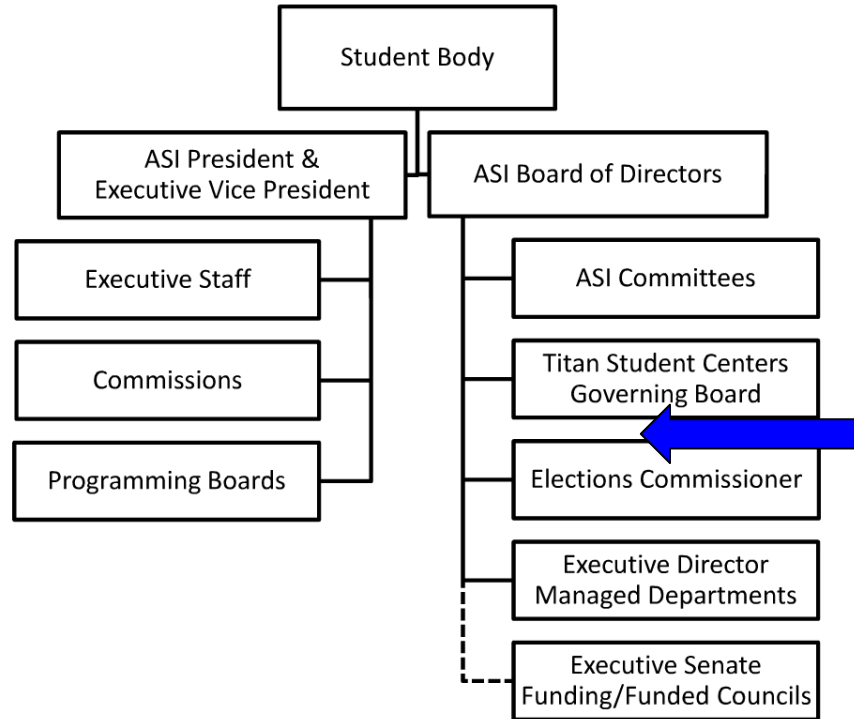 Student Body
ASI President &
Executive Vice President
ASI Board of Directors
Executive Staff
Commissions
Programming Boards
ASI Committees
Titan Student Centers
Governing Board
Elections Commissioner
Executive Director
Managed Departments
Executive Senate
Funding/Funded Councils